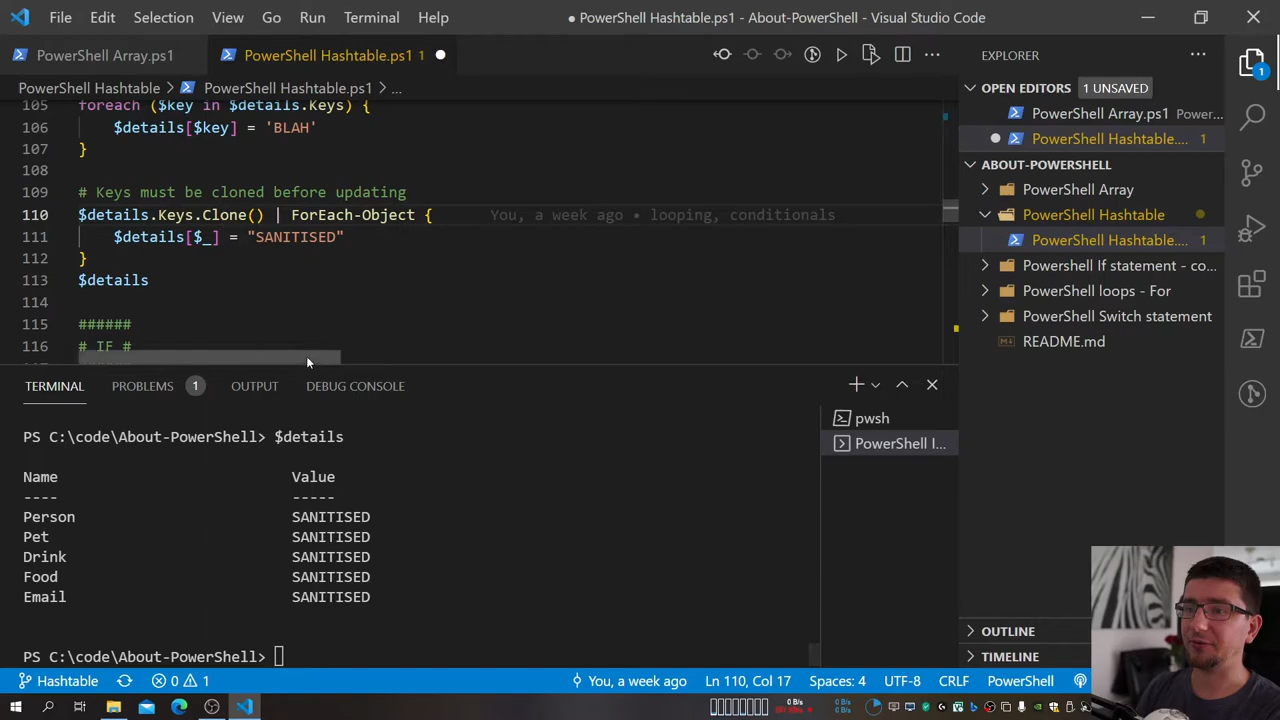 File Edit Selection View Go Run Terminal Help
● PowerShell Hashtable.ps1 - About-PowerShell - Visual Studio Code
PowerShell Array.ps1
PowerShell Hashtable.ps1 1
PowerShell Hashtable > PowerShell Hashtable.ps1 > ...
105 foreach ($key in $details.Keys) {
106 $details[$key] = 'BLAH'
107 }
108
109 # Keys must be cloned before updating
110 $details.Keys.Clone() | ForEach-Object { You, a week ago • looping, conditionals
111 $details[$_] = "SANITISED"
112 }
113 $details
114
115 ######
116 # IF #
EXPLORER
OPEN EDITORS 1 UNSAVED
PowerShell Array.ps1 Power...
PowerShell Hashtable.... 1
ABOUT-POWERSHELL
PowerShell Array
PowerShell Hashtable
PowerShell Hashtable.... 1
Powershell If statement - co...
PowerShell loops - For
PowerShell Switch statement
README.md
OUTLINE
TIMELINE
1
TERMINAL PROBLEMS 1 OUTPUT DEBUG CONSOLE
pwsh
PowerShell I...
PS C:\code\About-PowerShell> $details
Name Value
---- -----
Person SANITISED
Pet SANITISED
Drink SANITISED
Food SANITISED
Email SANITISED
PS C:\code\About-PowerShell>
Hashtable 0 1 You, a week ago Ln 110, Col 17 Spaces: 4 UTF-8 CRLF PowerShell
0 B/s
0 B/s